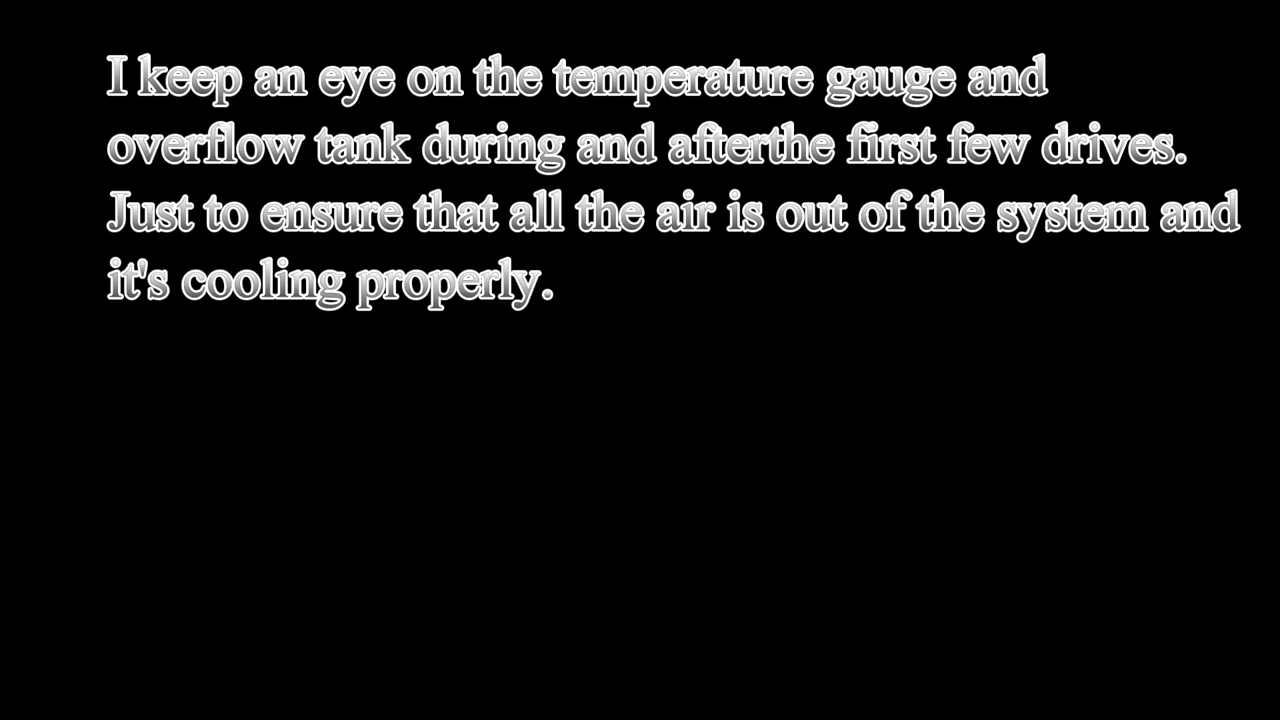 I keep an eye on the temperature gauge and
overflow tank during and afterthe first few drives.
Just to ensure that all the air is out of the system and
it's cooling properly.